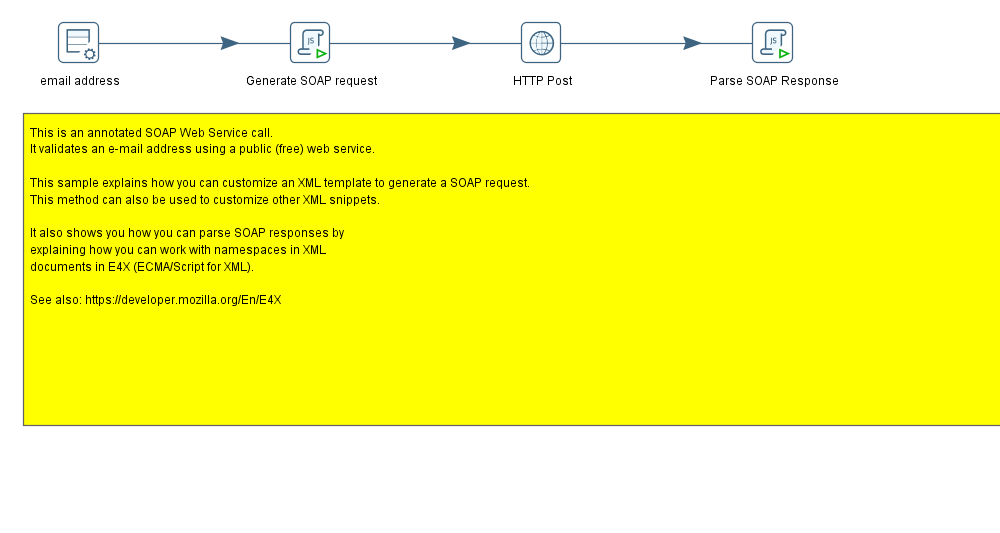 JS
JS
email address
Generate SOAP request
HTTP Post
Parse SOAP Response
This is an annotated SOAP Web Service call.
It validates an e-mail address using a public (free) web service.
This sample explains how you can customize an XML template to generate a SOAP request.
This method can also be used to customize other XML snippets.
It also shows you how you can parse SOAP responses by
explaining how you can work with namespaces in XML
documents in E4X (ECMA/Script for XML).
See also: https://developer.mozilla.org/En/E4X